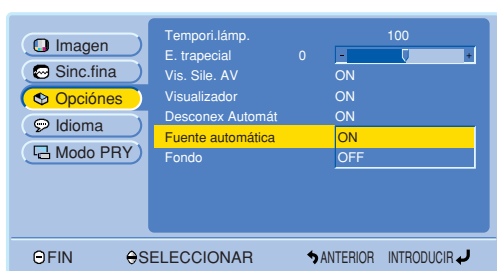 Imagen
Sinc.fina
Opciónes
Idioma
Modo PRY
Tempori.lámp. 100
E. trapecial 0 - +
Vis. Sile. AV ON
Visualizador ON
Desconex Automát ON
Fuente automática ON
Fondo OFF
FIN SELECCIONAR ANTERIOR INTRODUCIR